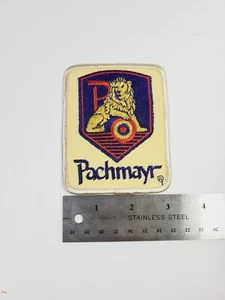 P
Pachmayr
1 2 3 4
STAINLESS STEEL